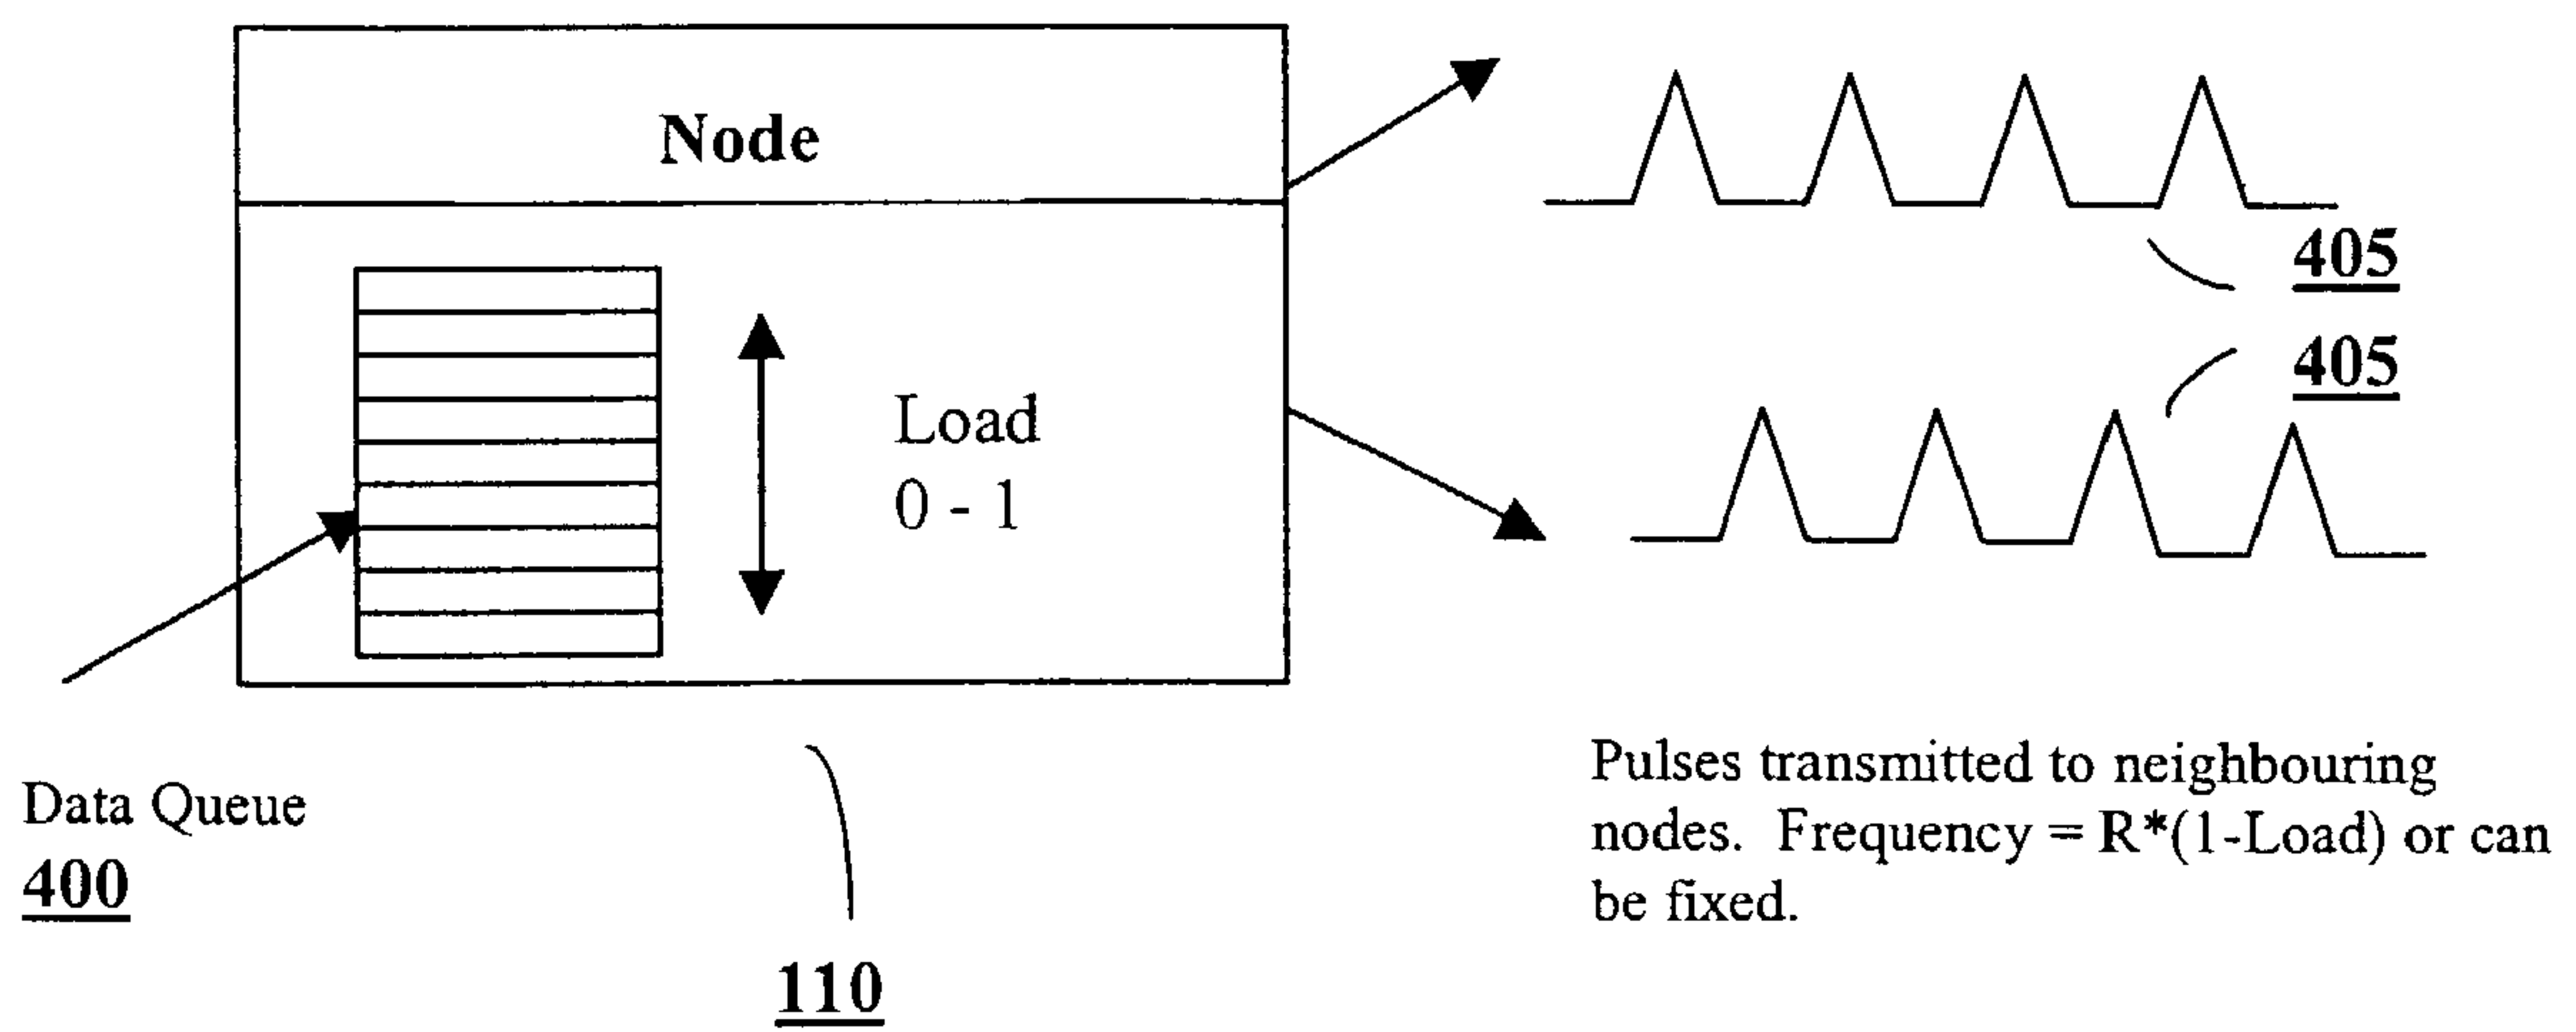 Node
Load
0 - 1
405
405
Data Queue
400
110
Pulses transmitted to neighbouring
nodes. Frequency = R*(1-Load) or can
be fixed.